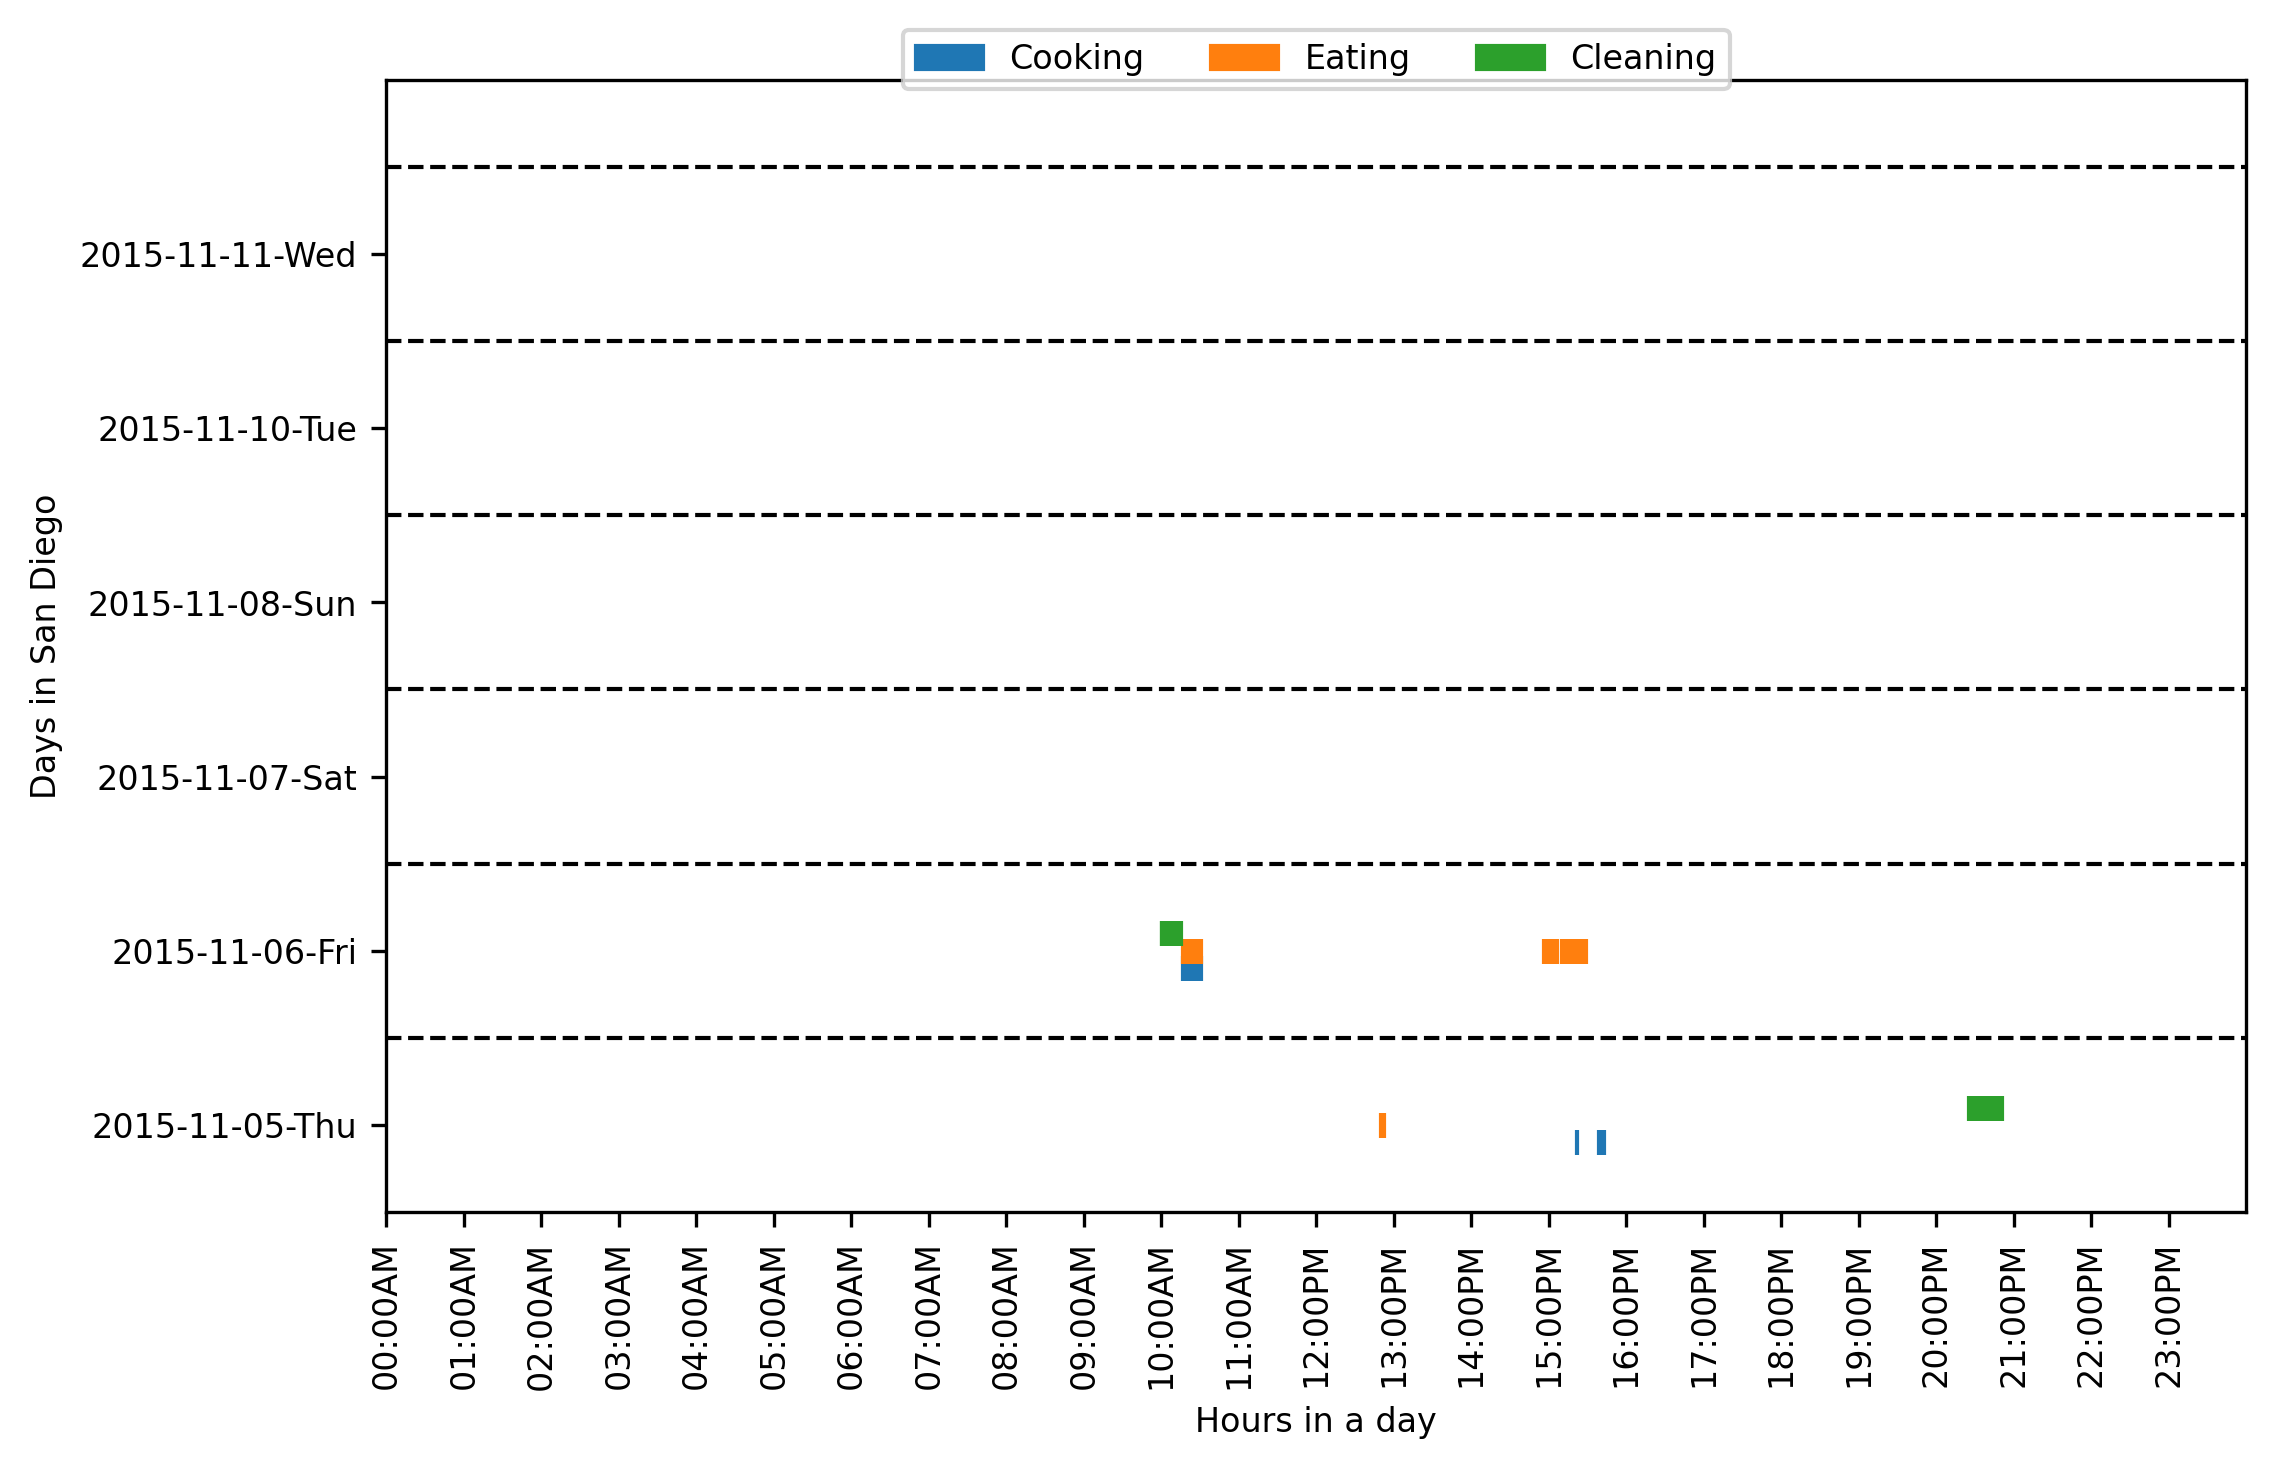 Cooking Eating Cleaning
2015-11-11-Wed
2015-11-10-Tue
2015-11-08-Sun
2015-11-07-Sat
2015-11-06-Fri
2015-11-05-Thu
Days in San Diego
00:00AM
01:00AM
02:00AM
03:00AM
04:00AM
05:00AM
06:00AM
07:00AM
08:00AM
09:00AM
10:00AM
11:00AM
12:00PM
13:00PM
14:00PM
15:00PM
16:00PM
17:00PM
18:00PM
19:00PM
20:00PM
21:00PM
22:00PM
23:00PM
Hours in a day